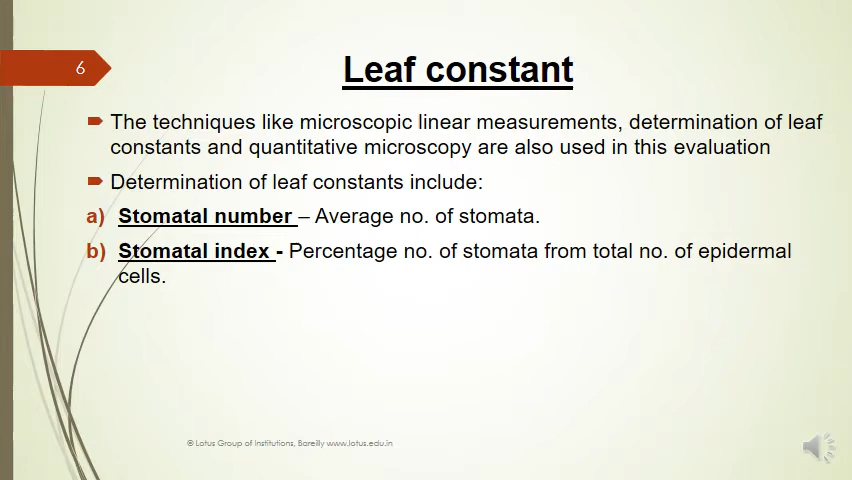 6
Leaf constant
The techniques like microscopic linear measurements, determination of leaf
constants and quantitative microscopy are also used in this evaluation
Determination of leaf constants include:
a) Stomatal number – Average no. of stomata.
b) Stomatal index - Percentage no. of stomata from total no. of epidermal
cells.
® Lotus Group of Institutions, Bareilly www.lotus.edu.in